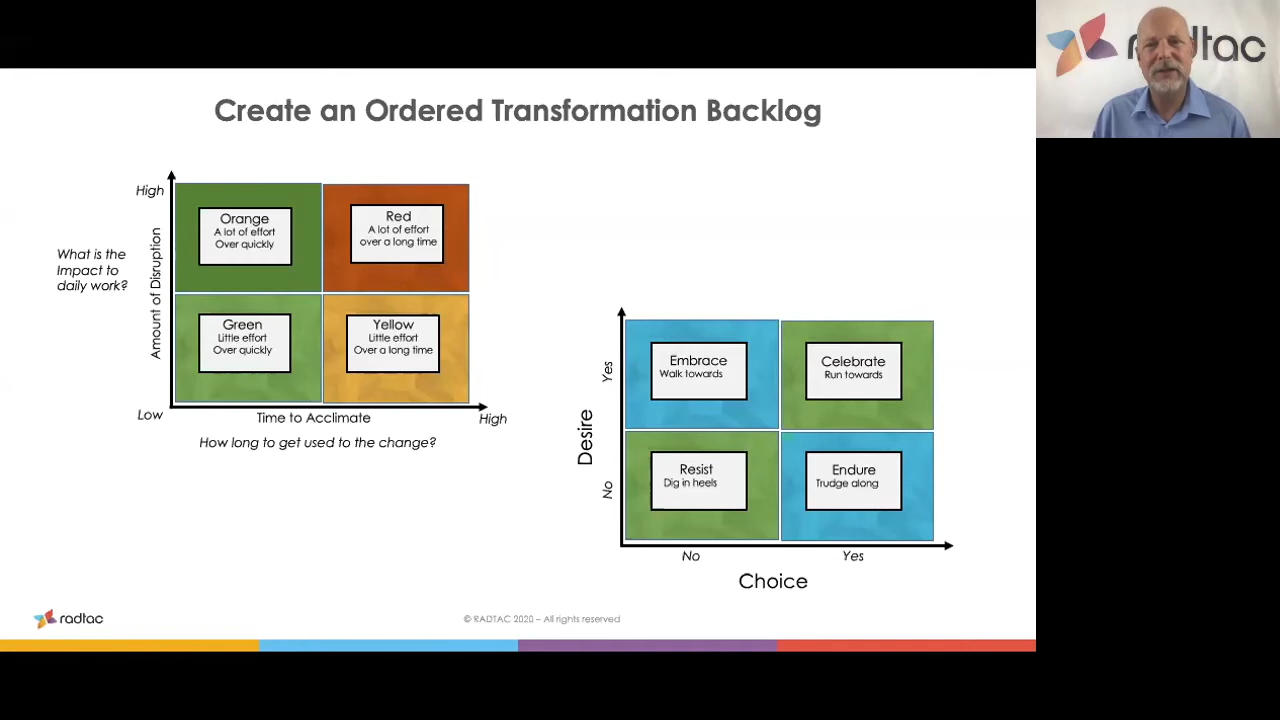 radtac
Create an Ordered Transformation Backlog
High
What is the
Impact to
daily work?
Amount of Disruption
Orange
A lot of effort
Over quickly
Red
A lot of effort
over a long time
Green
Little effort
Over quickly
Yellow
Little effort
Over a long time
Low
Time to Acclimate
High
How long to get used to the change?
Desire
Yes
No
Embrace
Walk towards
Celebrate
Run towards
Resist
Dig in heels
Endure
Trudge along
No
Yes
Choice
radtac
© RADTAC 2020 – All rights reserved